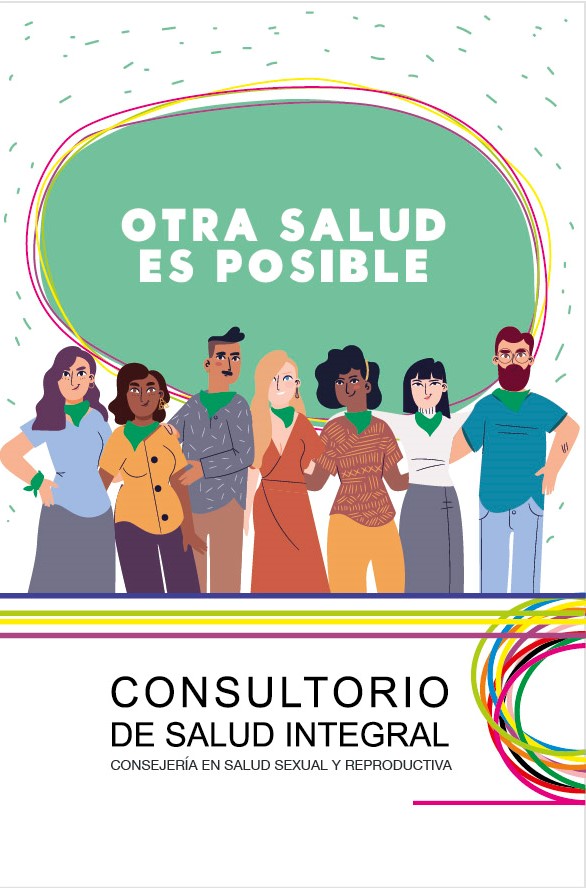 OTRA SALUD
ES POSIBLE
CONSULTORIO
DE SALUD INTEGRAL
CONSEJERÍA EN SALUD SEXUAL Y REPRODUCTIVA